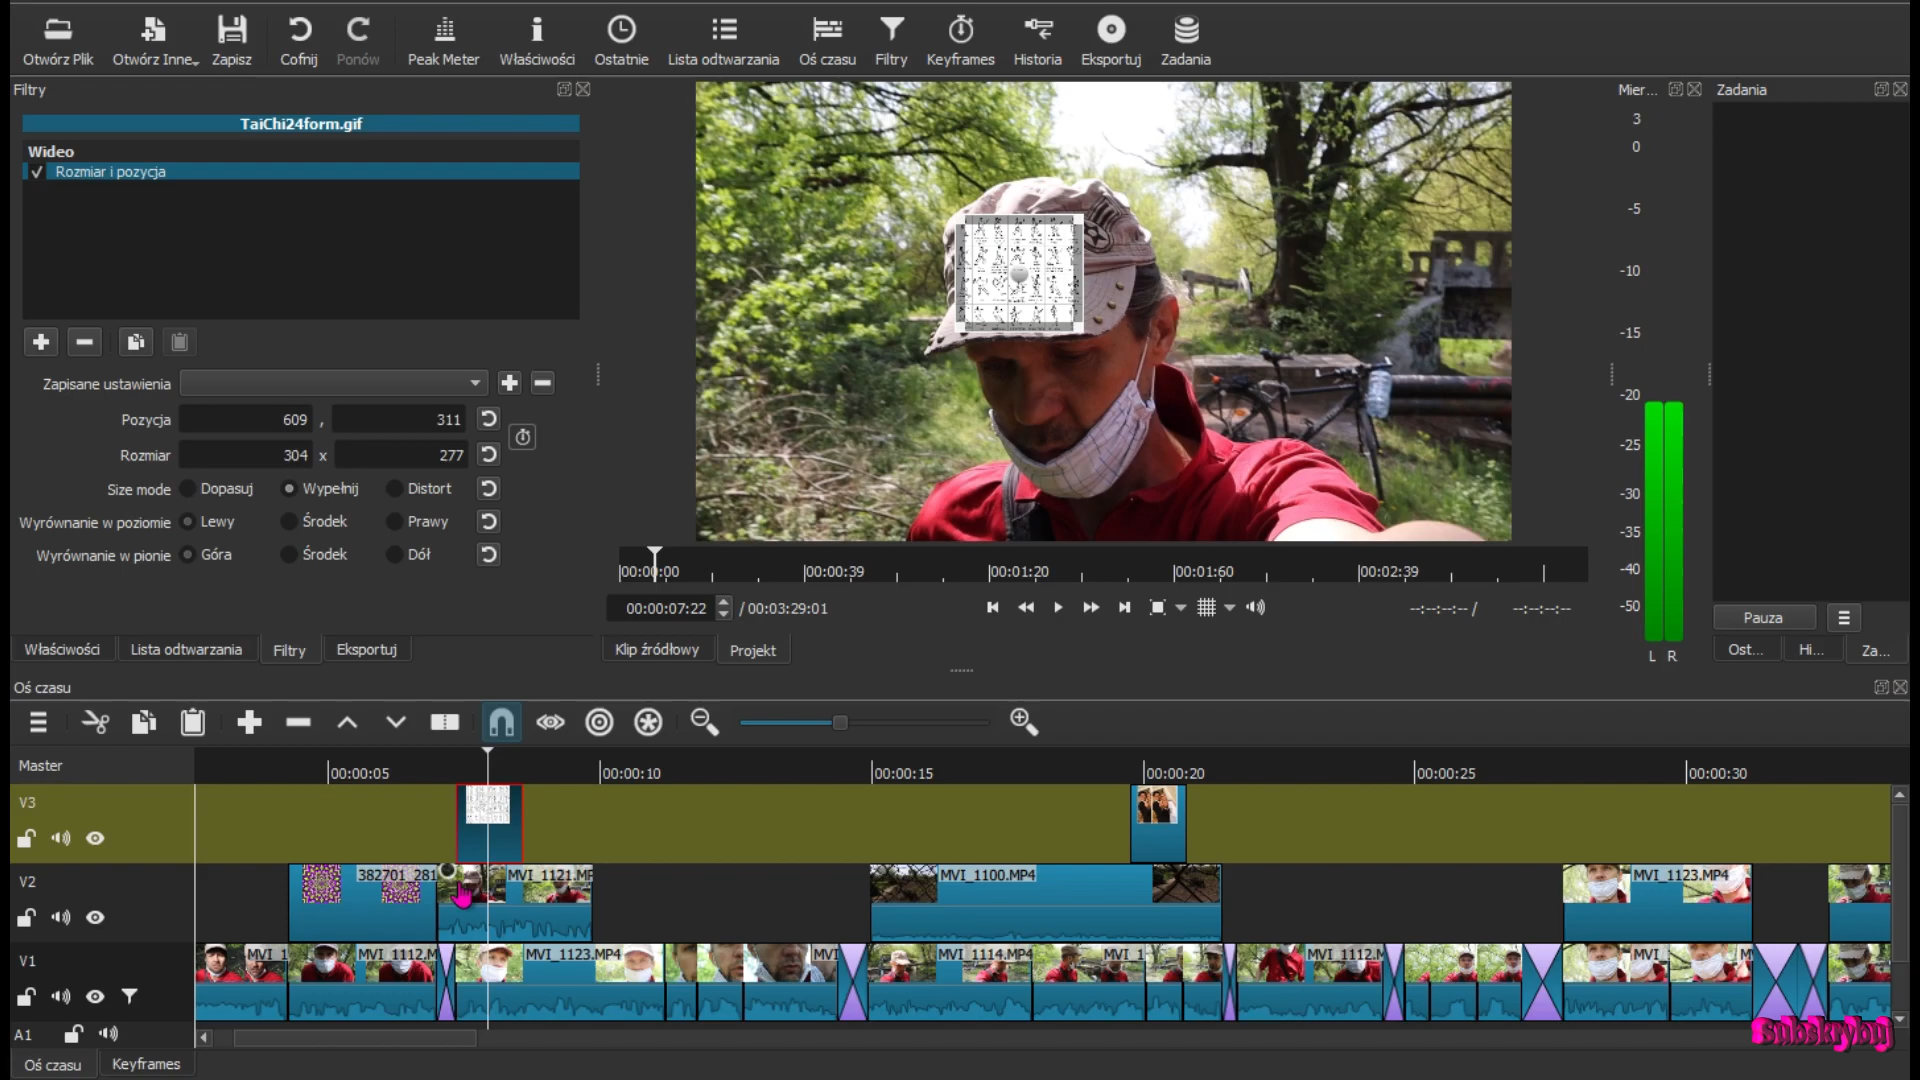 Otwórz Plik Otwórz Inne Zapisz Cofnij Ponów Peak Meter Właściwości Ostatnie Lista odtwarzania Oś czasu Filtry Keyframes Historia Eksportuj Zadania
Filtry
Mier... Zadania
TaiChi24form.gif
Wideo
Rozmiar i pozycja
Zapisane ustawienia
Pozycja 609 , 311
Rozmiar 304 x 277
Size mode Dopasuj Wypełnij Distort
Wyrównanie w poziomie Lewy Środek Prawy
Wyrównanie w pionie Góra Środek Dół
3
0
-5
-10
-15
-20
-25
-30
-35
-40
-50
L R
00:00:00 00:00:39 00:01:20 00:01:60 00:02:39
00:00:07:22 / 00:03:29:01 --:--:--:-- / --:--:--:--
Pauza
Właściwości Lista odtwarzania Filtry Eksportuj
Klip źródłowy Projekt
Ost... Hi... Za...
Oś czasu
Master
00:00:05 00:00:10 00:00:15 00:00:20 00:00:25 00:00:30
V3
V2
382701_281 MVI_1121.MP MVI_1100.MP4 MVI_1123.MP4
V1
MVI_1 MVI_1112.M MVI_1123.MP4 MVI MVI_1114.MP4 MVI_1 MVI_1112.M MVI M
A1
subskrybuj
Oś czasu Keyframes